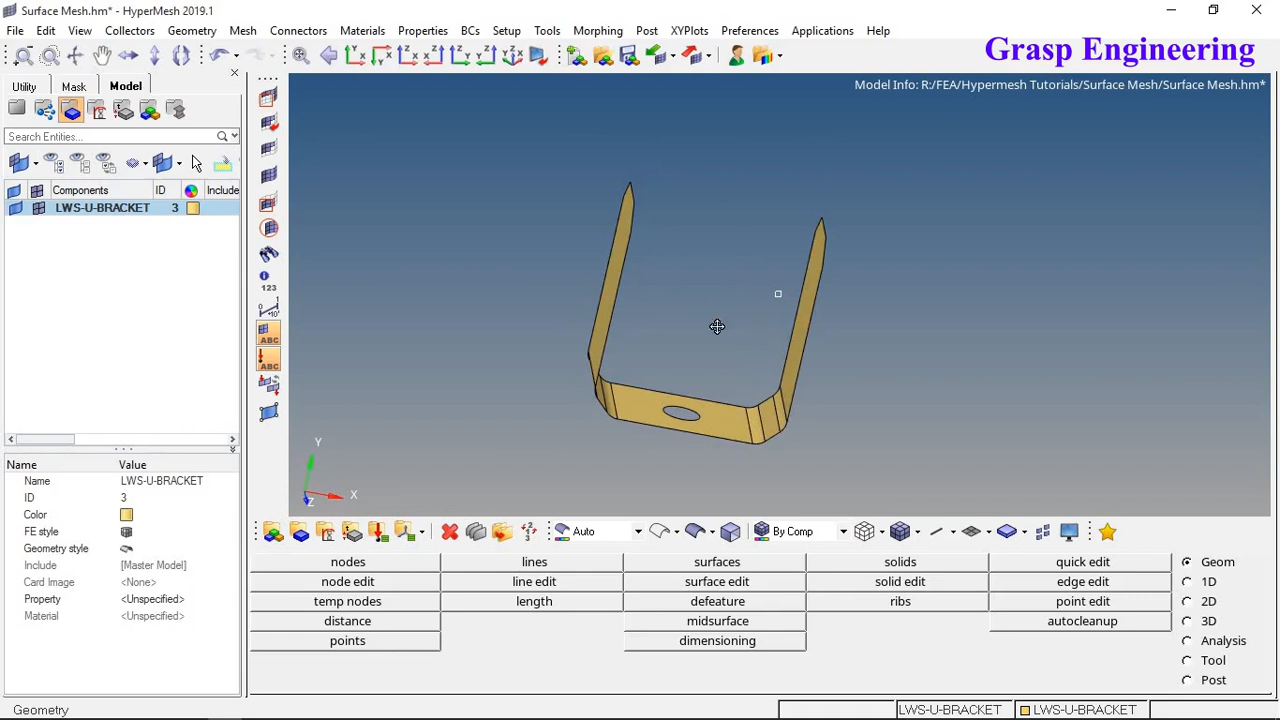 Surface Mesh.hm* - HyperMesh 2019.1
File Edit View Collectors Geometry Mesh Connectors Materials Properties BCs Setup Tools Morphing Post XYPlots Preferences Applications Help
Grasp Engineering
Utility Mask Model
Model Info: R:/FEA/Hypermesh Tutorials/Surface Mesh/Surface Mesh.hm*
Search Entities...
Components ID Include
LWS-U-BRACKET 3
123
ABC
ABC
Y
X
Z
Name Value
Name LWS-U-BRACKET
ID 3
Color
FE style
Geometry style
Include [Master Model]
Card Image <None>
Property <Unspecified>
Material <Unspecified>
Auto By Comp
nodes lines surfaces solids quick edit Geom
node edit line edit surface edit solid edit edge edit 1D
temp nodes length defeature ribs point edit 2D
distance midsurface autocleanup 3D
points dimensioning Analysis
Tool
Post
Geometry LWS-U-BRACKET LWS-U-BRACKET